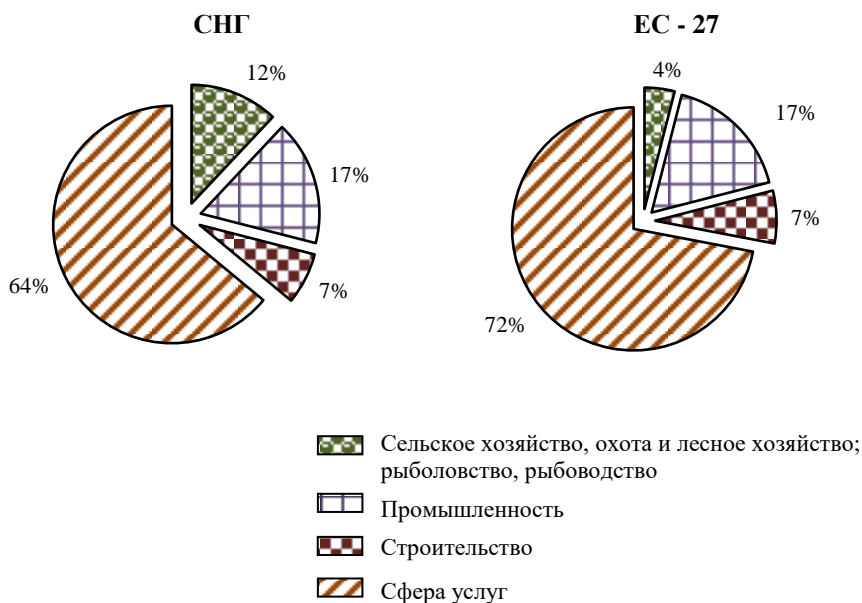 СНГ
ЕС - 27
12%
17%
7%
64%
4%
17%
7%
72%
Сельское хозяйство, охота и лесное хозяйство;
рыболовство, рыбоводство
Промышленность
Строительство
Сфера услуг